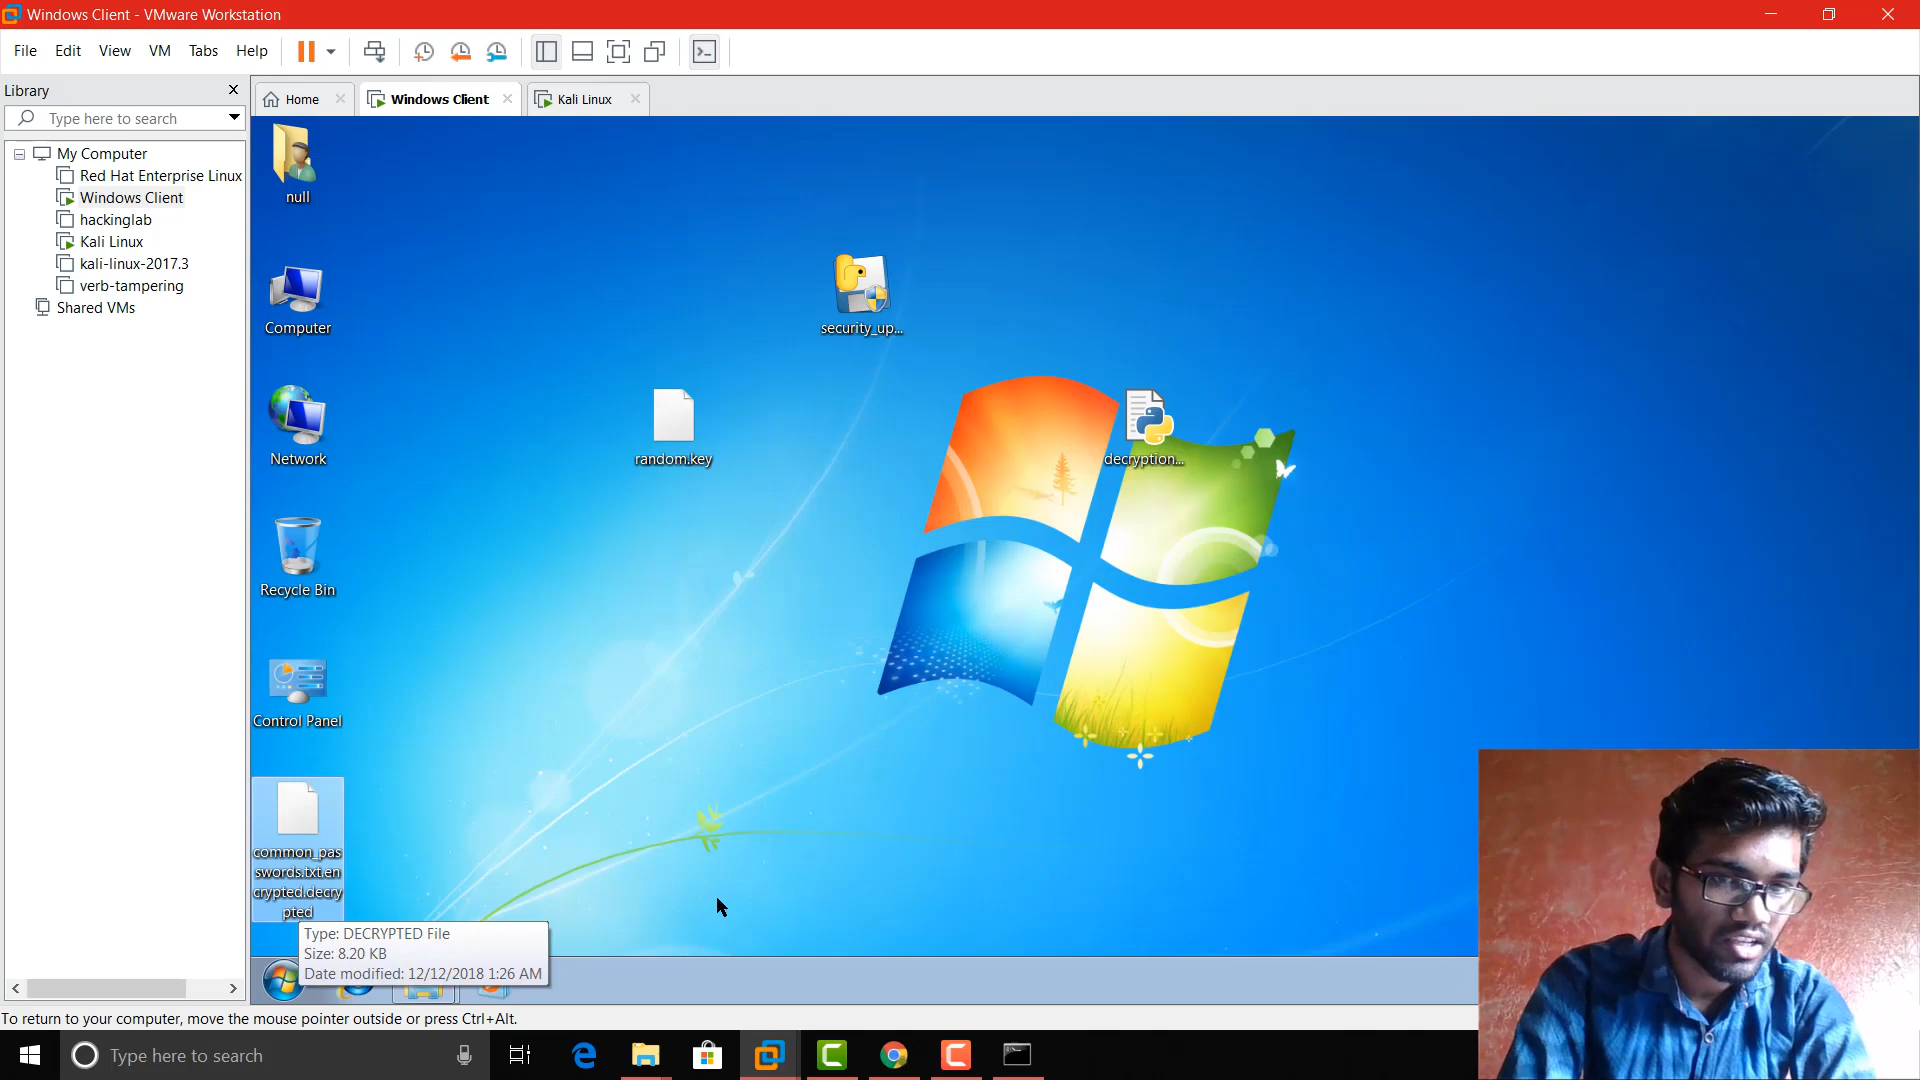 Windows Client - VMware Workstation
File Edit View VM Tabs Help
Library
Type here to search
My Computer
Red Hat Enterprise Linux
Windows Client
hackinglab
Kali Linux
kali-linux-2017.3
verb-tampering
Shared VMs
Home
Windows Client
Kali Linux
null
Computer
Network
Recycle Bin
Control Panel
common_pa
swords.txt.en
crypted.decry
pted
security_up...
random.key
decryption...
Type: DECRYPTED File
Size: 8.20 KB
Date modified: 12/12/2018 1:26 AM
To return to your computer, move the mouse pointer outside or press Ctrl+Alt.
Type here to search